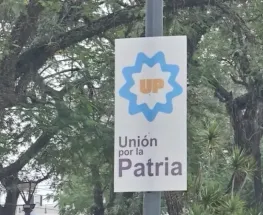 UP
Unión
por la
Patria